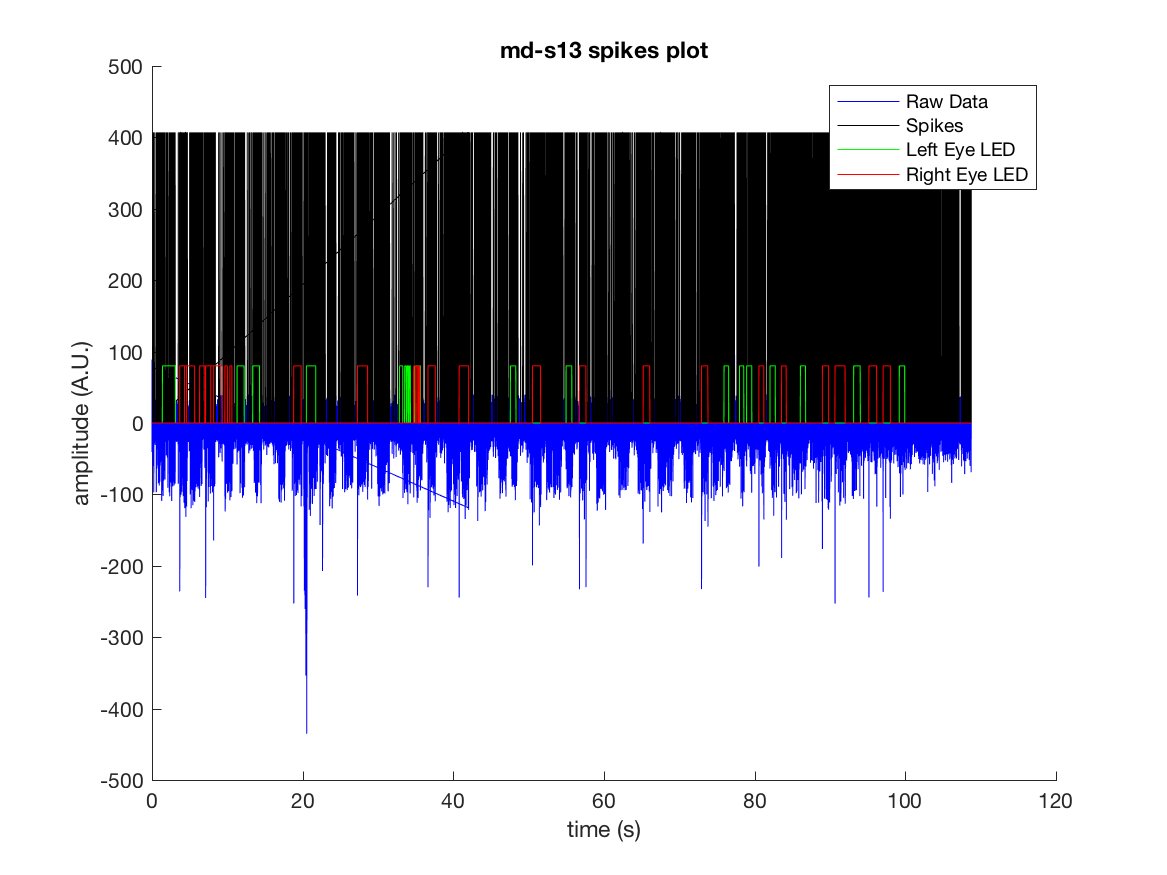 md-s13 spikes plot
500
400
300
200
100
0
-100
-200
-300
-400
-500
amplitude (A.U.)
Raw Data
Spikes
Left Eye LED
Right Eye LED
0 20 40 60 80 100 120
time (s)